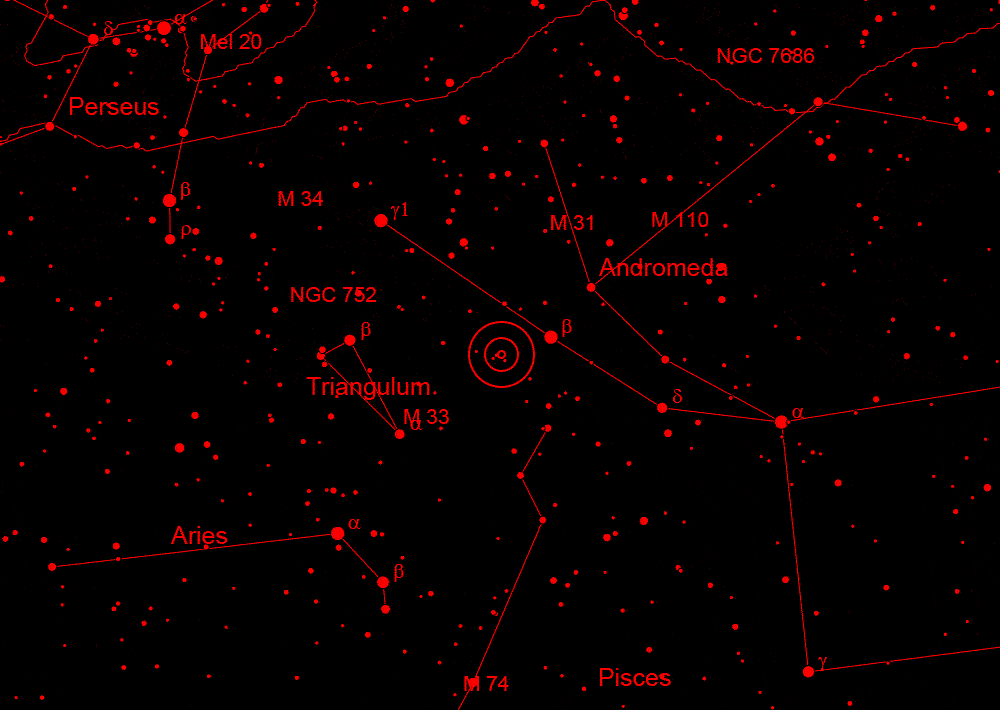 δ
α
Mel 20
NGC 7686
Perseus
β
M 34
γ1
M 31
M 110
ρ
Andromeda
NGC 752
β
β
Triangulum
δ
M 33
α
α
α
Aries
β
γ
M 74
Pisces